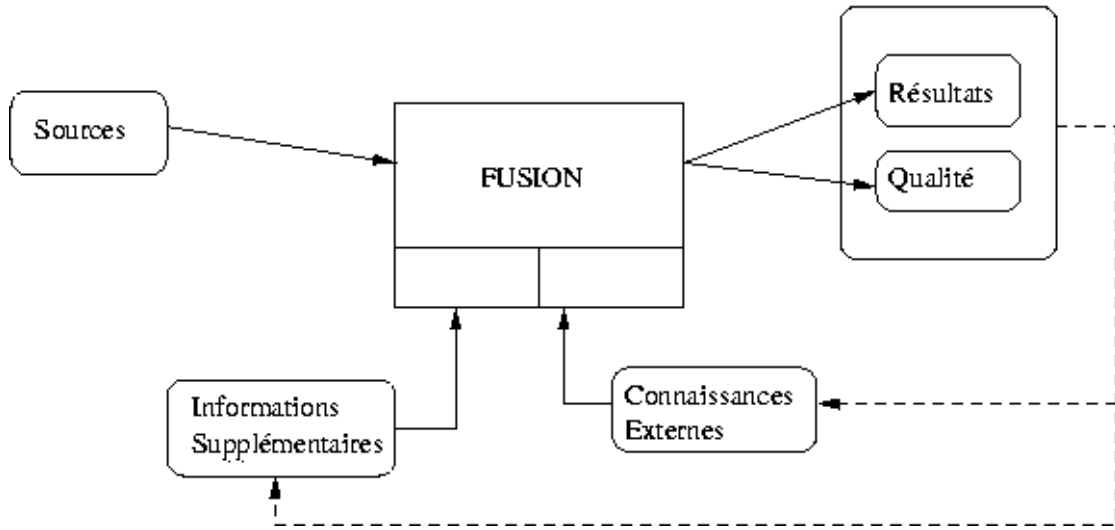 Sources
FUSION
Résultats
Qualité
Informations
Supplémentaires
Connaissances
Externes